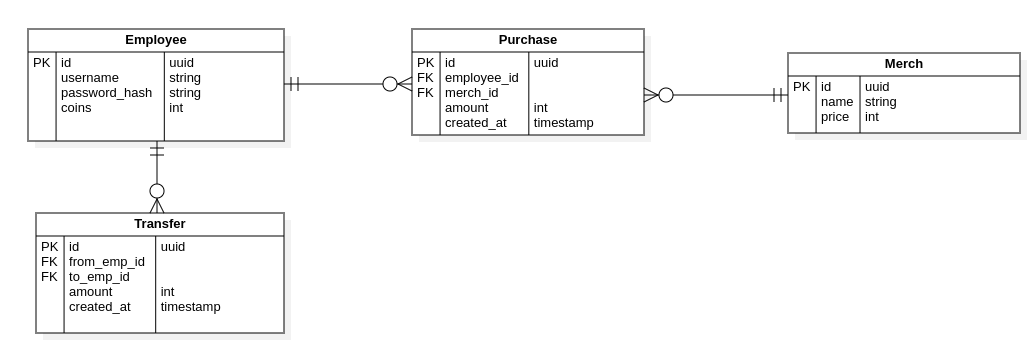 Employee
PK id uuid
username string
password_hash string
coins int
Purchase
PK id uuid
FK employee_id
FK merch_id
amount int
created_at timestamp
Merch
PK id uuid
name string
price int
Transfer
PK id uuid
FK from_emp_id
FK to_emp_id
amount int
created_at timestamp